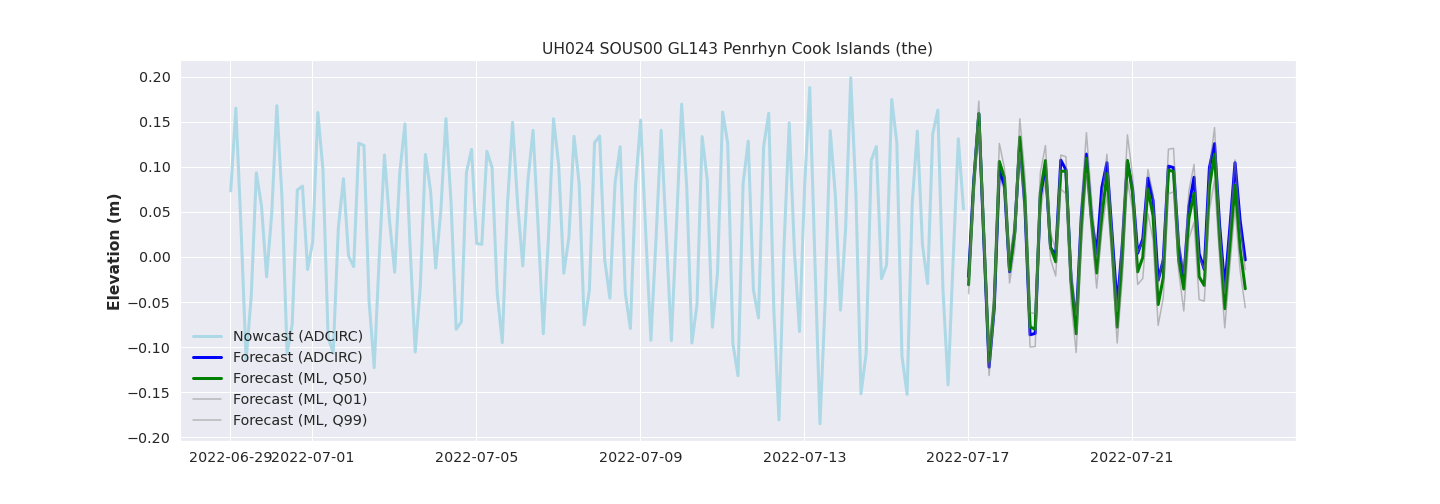 UH024 SOUS00 GL143 Penrhyn Cook Islands (the)
Elevation (m)
0.20
0.15
0.10
0.05
0.00
−0.05
−0.10
−0.15
−0.20
Nowcast (ADCIRC)
Forecast (ADCIRC)
Forecast (ML, Q50)
Forecast (ML, Q01)
Forecast (ML, Q99)
2022-06-29 2022-07-01 2022-07-05 2022-07-09 2022-07-13 2022-07-17 2022-07-21